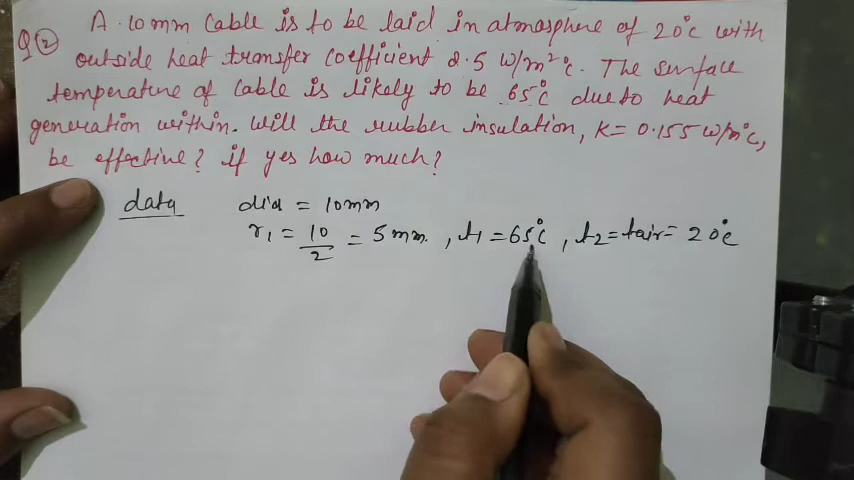 Q② A 10mm Cable is to be laid in atmosphere of 20°C with
outside heat transfer Coefficient 8.5 W/m²°C. The surface
temperature of Cable is likely to be 65°C due to heat
generation within. Will the rubber insulation, K= 0.155 W/m°C,
be effective? if yes how much?
data dia = 10mm
r₁ = 10/2 = 5mm, t₁ = 65°C, t₂ = tair = 20°C